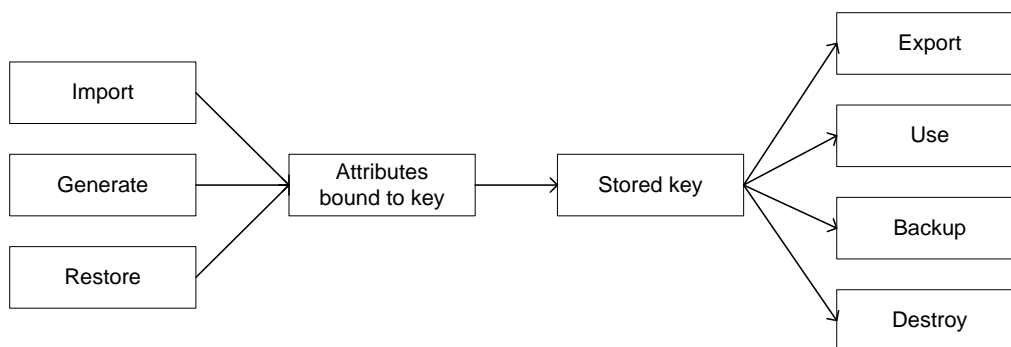 Import
Generate
Restore
Attributes
bound to key
Stored key
Export
Use
Backup
Destroy